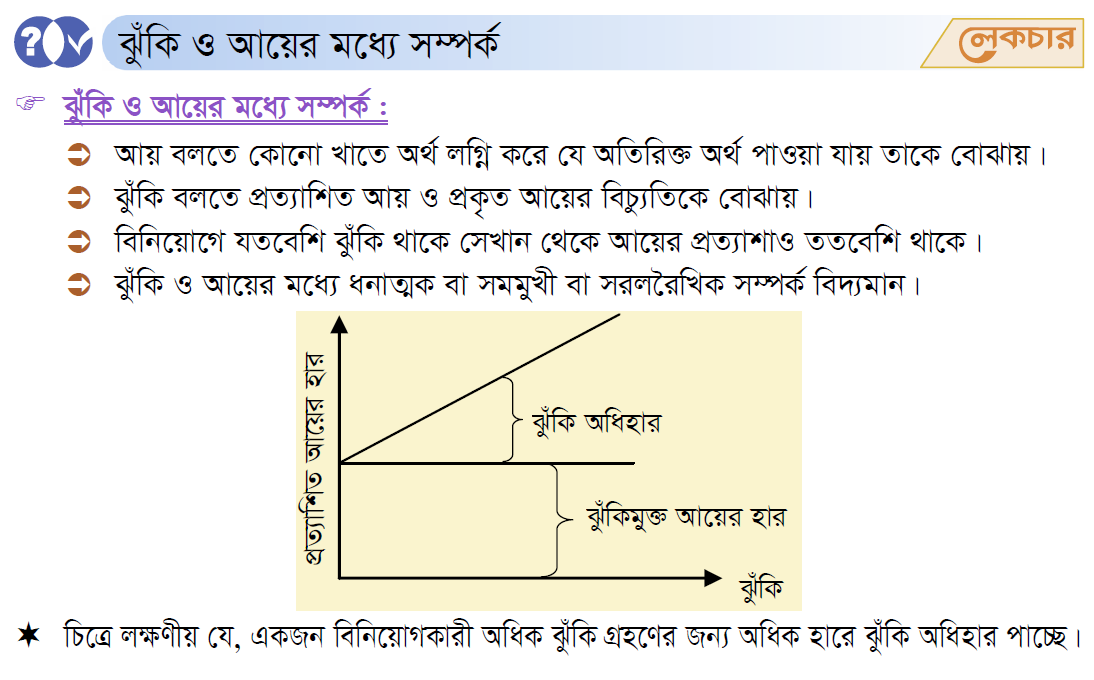 ঝুঁকি ও আয়ের মধ্যে সম্পর্ক
লেকচার
ঝুঁকি ও আয়ের মধ্যে সম্পর্ক :
আয় বলতে কোনো খাতে অর্থ লগ্নি করে যে অতিরিক্ত অর্থ পাওয়া যায় তাকে বোঝায়।
ঝুঁকি বলতে প্রত্যাশিত আয় ও প্রকৃত আয়ের বিচ্যুতিকে বোঝায়।
বিনিয়োগে যতবেশি ঝুঁকি থাকে সেখান থেকে আয়ের প্রত্যাশাও ততবেশি থাকে।
ঝুঁকি ও আয়ের মধ্যে ধনাত্মক বা সমমুখী বা সরলরৈখিক সম্পর্ক বিদ্যমান।
প্রত্যাশিত আয়ের হার
ঝুঁকি অধিহার
ঝুঁকিমুক্ত আয়ের হার
ঝুঁকি
চিত্রে লক্ষণীয় যে, একজন বিনিয়োগকারী অধিক ঝুঁকি গ্রহণের জন্য অধিক হারে ঝুঁকি অধিহার পাচ্ছে।